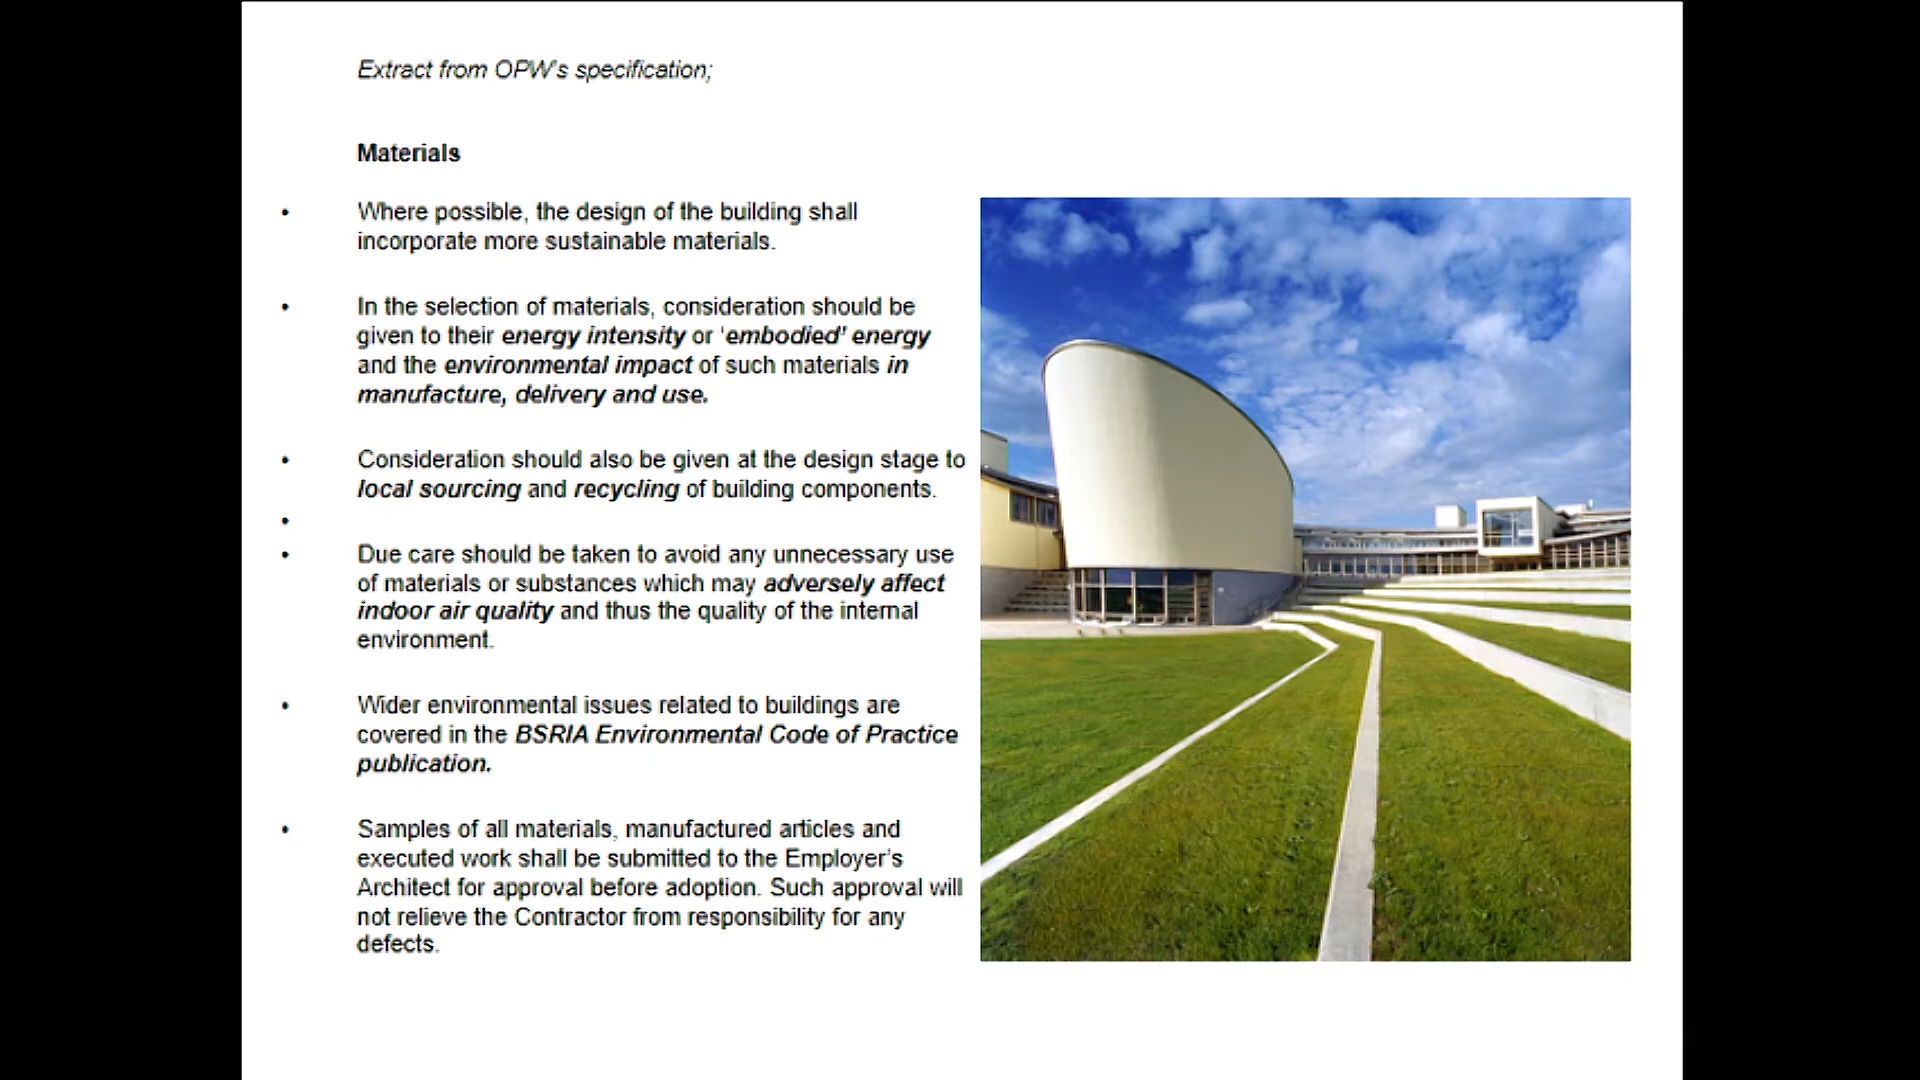 Extract from OPW's specification;
Materials
• Where possible, the design of the building shall
incorporate more sustainable materials.
• In the selection of materials, consideration should be
given to their energy intensity or ‘embodied’ energy
and the environmental impact of such materials in
manufacture, delivery and use.
• Consideration should also be given at the design stage to
local sourcing and recycling of building components.
•
• Due care should be taken to avoid any unnecessary use
of materials or substances which may adversely affect
indoor air quality and thus the quality of the internal
environment.
• Wider environmental issues related to buildings are
covered in the BSRIA Environmental Code of Practice
publication.
• Samples of all materials, manufactured articles and
executed work shall be submitted to the Employer’s
Architect for approval before adoption. Such approval will
not relieve the Contractor from responsibility for any
defects.